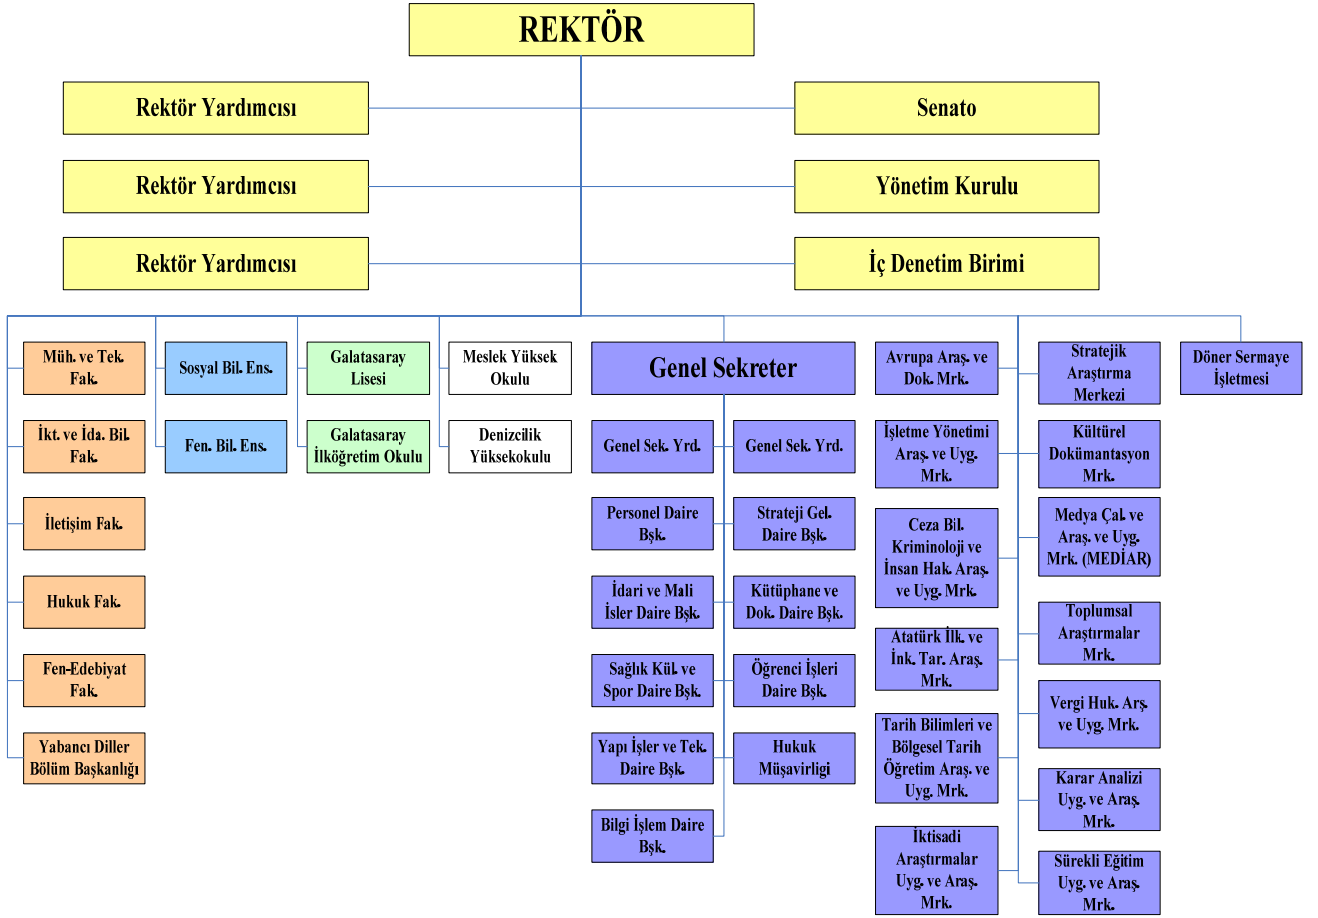 REKTÖR
Rektör Yardımcısı
Senato
Rektör Yardımcısı
Yönetim Kurulu
Rektör Yardımcısı
İç Denetim Birimi
Müh. ve Tek.
Fak.
İkt. ve İda. Bil.
Fak.
İletişim Fak.
Hukuk Fak.
Fen-Edebiyat
Fak.
Yabancı Diller
Bölüm Başkanlığı
Sosyal Bil. Ens.
Fen. Bil. Ens.
Galatasaray
Lisesi
Galatasaray
İlköğretim Okulu
Meslek Yüksek
Okulu
Denizcilik
Yüksekokulu
Genel Sekreter
Genel Sek. Yrd.
Genel Sek. Yrd.
Personel Daire
Bşk.
Strateji Gel.
Daire Bşk.
İdari ve Mali
İsler Daire Bşk.
Kütüphane ve
Dok. Daire Bşk.
Sağlık Kül. ve
Spor Daire Bşk.
Öğrenci İşleri
Daire Bşk.
Yapı İşler ve Tek.
Daire Bşk.
Hukuk
Müşavirligi
Bilgi İşlem Daire
Bşk.
Avrupa Araş. ve
Dok. Mrk.
İşletme Yönetimi
Araş. ve Uyg.
Mrk.
Ceza Bil.
Kriminoloji ve
İnsan Hak. Araş.
ve Uyg. Mrk.
Atatürk İlk. ve
İnk. Tar. Araş.
Mrk.
Tarih Bilimleri ve
Bölgesel Tarih
Öğretim Araş. ve
Uyg. Mrk.
İktisadi
Araştırmalar
Uyg. ve Araş.
Mrk.
Stratejik
Araştırma
Merkezi
Kültürel
Dokümantasyon
Mrk.
Medya Çal. ve
Araş. ve Uyg.
Mrk. (MEDİAR)
Toplumsal
Araştırmalar
Mrk.
Vergi Huk. Arş.
ve Uyg. Mrk.
Karar Analizi
Uyg. ve Araş.
Mrk.
Sürekli Eğitim
Uyg. ve Araş.
Mrk.
Döner Sermaye
İşletmesi